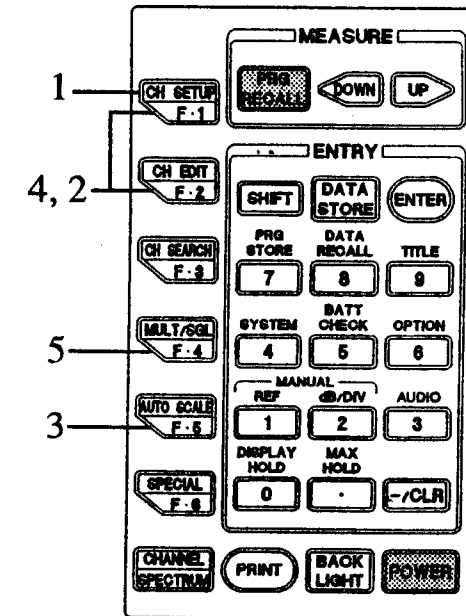 MEASURE
1
CH SETUP
F·1
PRG RECALL
DOWN
UP
4, 2
CH EDIT
F·2
ENTRY
SHIFT
DATA STORE
ENTER
CH SEARCH
F·3
PRG STORE
DATA RECALL
TITLE
7
8
9
5
MULT/SGL
F·4
SYSTEM
BATT CHECK
OPTION
4
5
6
3
AUTO SCALE
F·5
MANUAL
REF
dB/DIV
AUDIO
1
2
3
SPECIAL
F·6
DISPLAY HOLD
MAX HOLD
0
.
-/CLR
CHANNEL
SPECTRUM
PRINT
BACK LIGHT
POWER